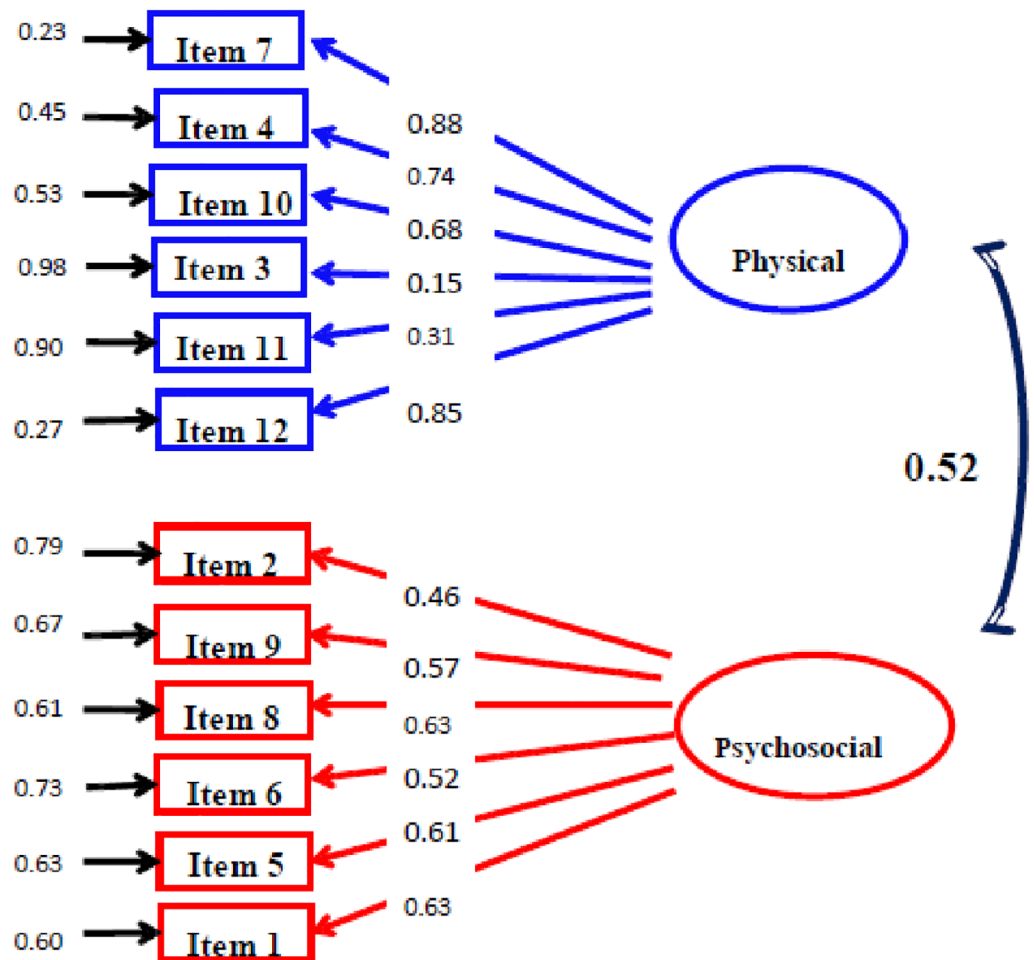 0.23 Item 7
0.88
0.45 Item 4
0.74
0.53 Item 10
0.68
0.98 Item 3
0.15
Physical
0.90 Item 11
0.31
0.27 Item 12
0.85
0.52
0.79 Item 2
0.46
0.67 Item 9
0.57
0.61 Item 8
0.63
Psychosocial
0.73 Item 6
0.52
0.63 Item 5
0.61
0.60 Item 1
0.63